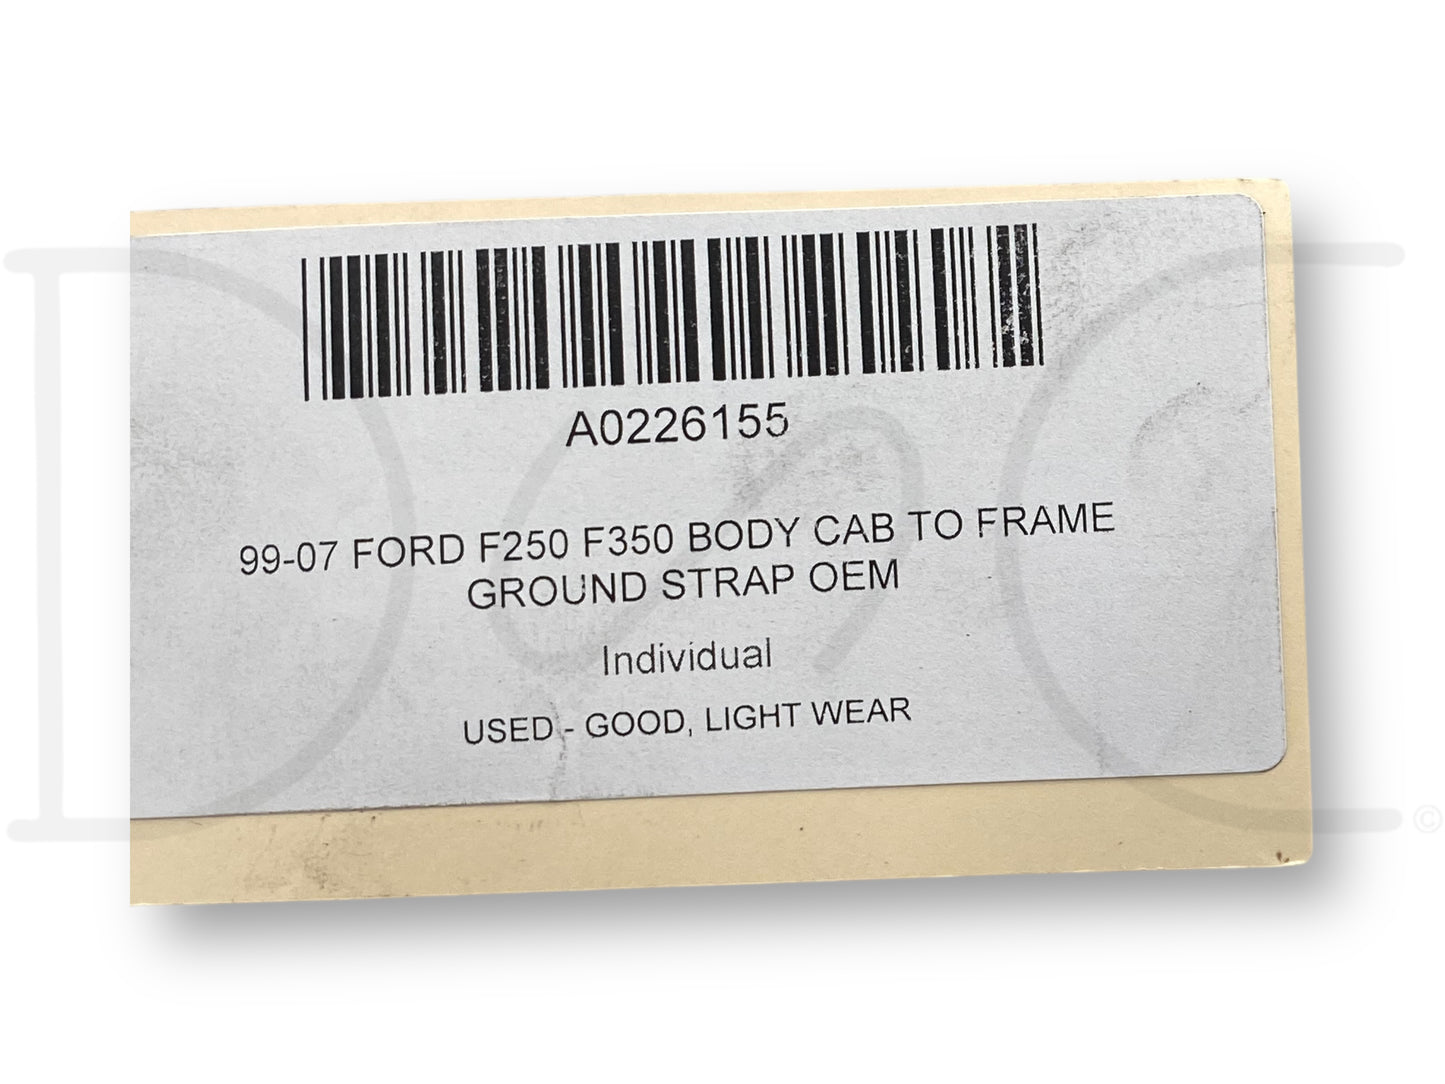 A0226155
99-07 FORD F250 F350 BODY CAB TO FRAME
GROUND STRAP OEM
Individual
USED - GOOD, LIGHT WEAR